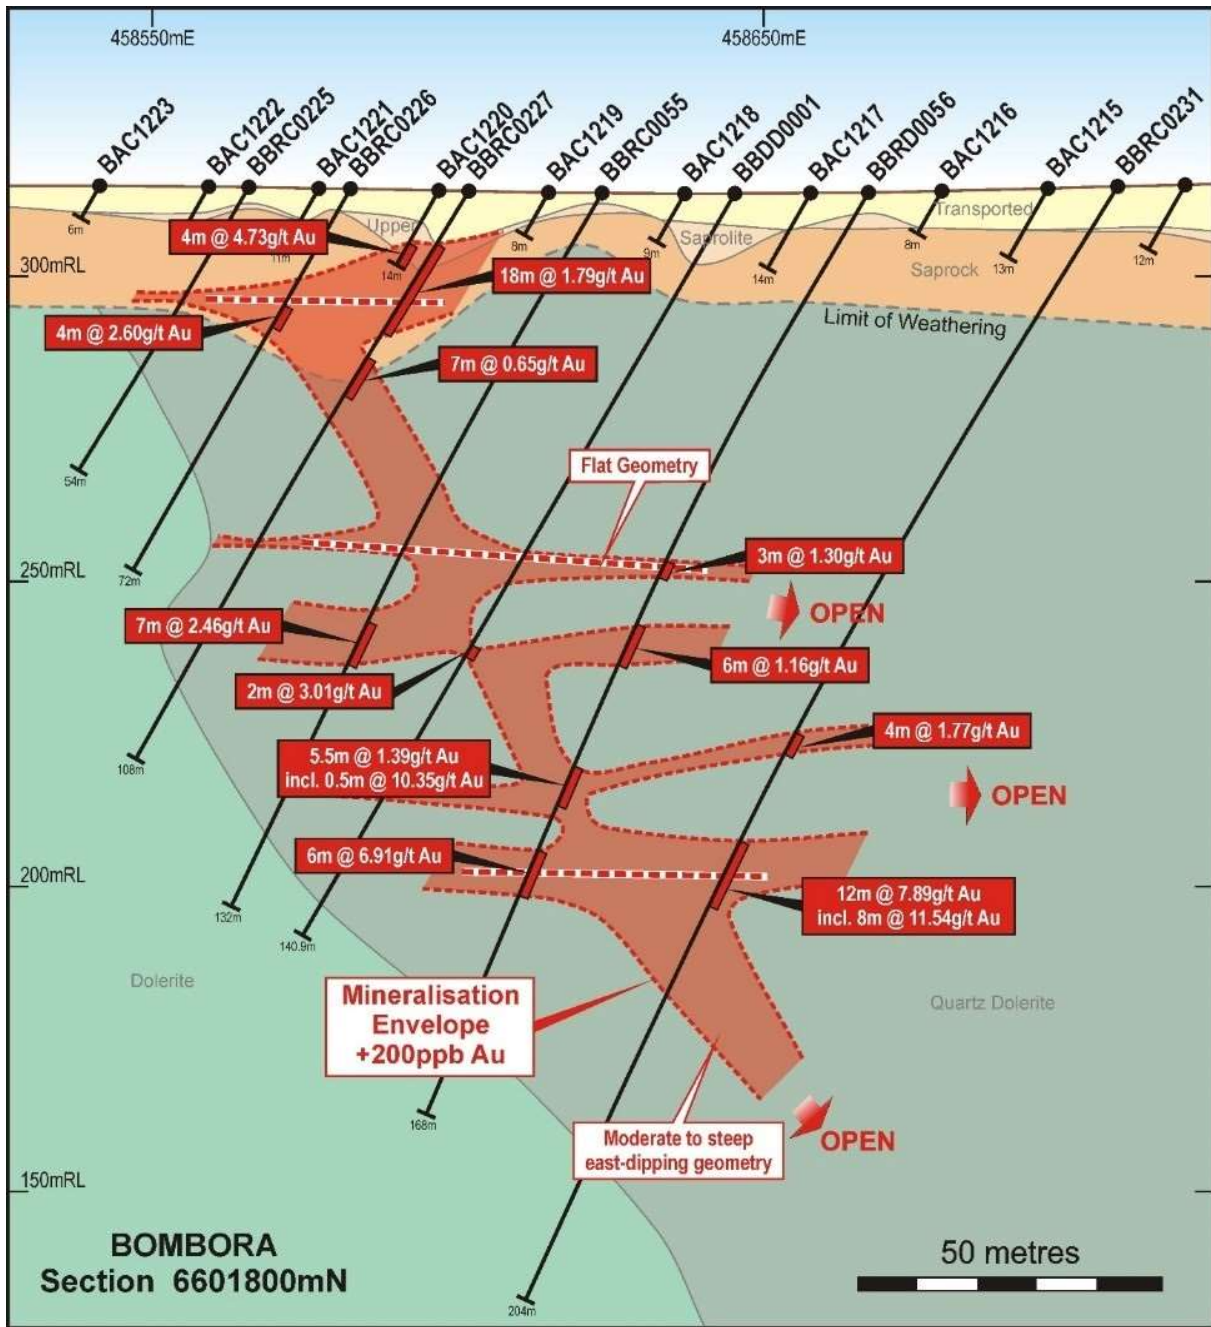 458550mE
458650mE
BAC1223
BAC1222
BBRC0225
BAC1221
BBRC0226
BAC1220
BBRC0227
BAC1219
BBRC0055
BAC1218
BBDD0001
BAC1217
BBRD0056
BAC1216
BAC1215
BBRC0231
Transported
Upper
Saprolite
Saprock
6m
4m @ 4.73g/t Au
11m
14m
8m
9m
14m
8m
13m
12m
300mRL
18m @ 1.79g/t Au
4m @ 2.60g/t Au
Limit of Weathering
7m @ 0.65g/t Au
54m
Flat Geometry
72m
250mRL
3m @ 1.30g/t Au
OPEN
7m @ 2.46g/t Au
6m @ 1.16g/t Au
2m @ 3.01g/t Au
4m @ 1.77g/t Au
5.5m @ 1.39g/t Au
incl. 0.5m @ 10.35g/t Au
108m
OPEN
6m @ 6.91g/t Au
200mRL
12m @ 7.89g/t Au
incl. 8m @ 11.54g/t Au
132m
140.9m
Dolerite
Quartz Dolerite
Mineralisation
Envelope
+200ppb Au
168m
Moderate to steep
east-dipping geometry
OPEN
150mRL
BOMBORA
Section 6601800mN
50 metres
204m